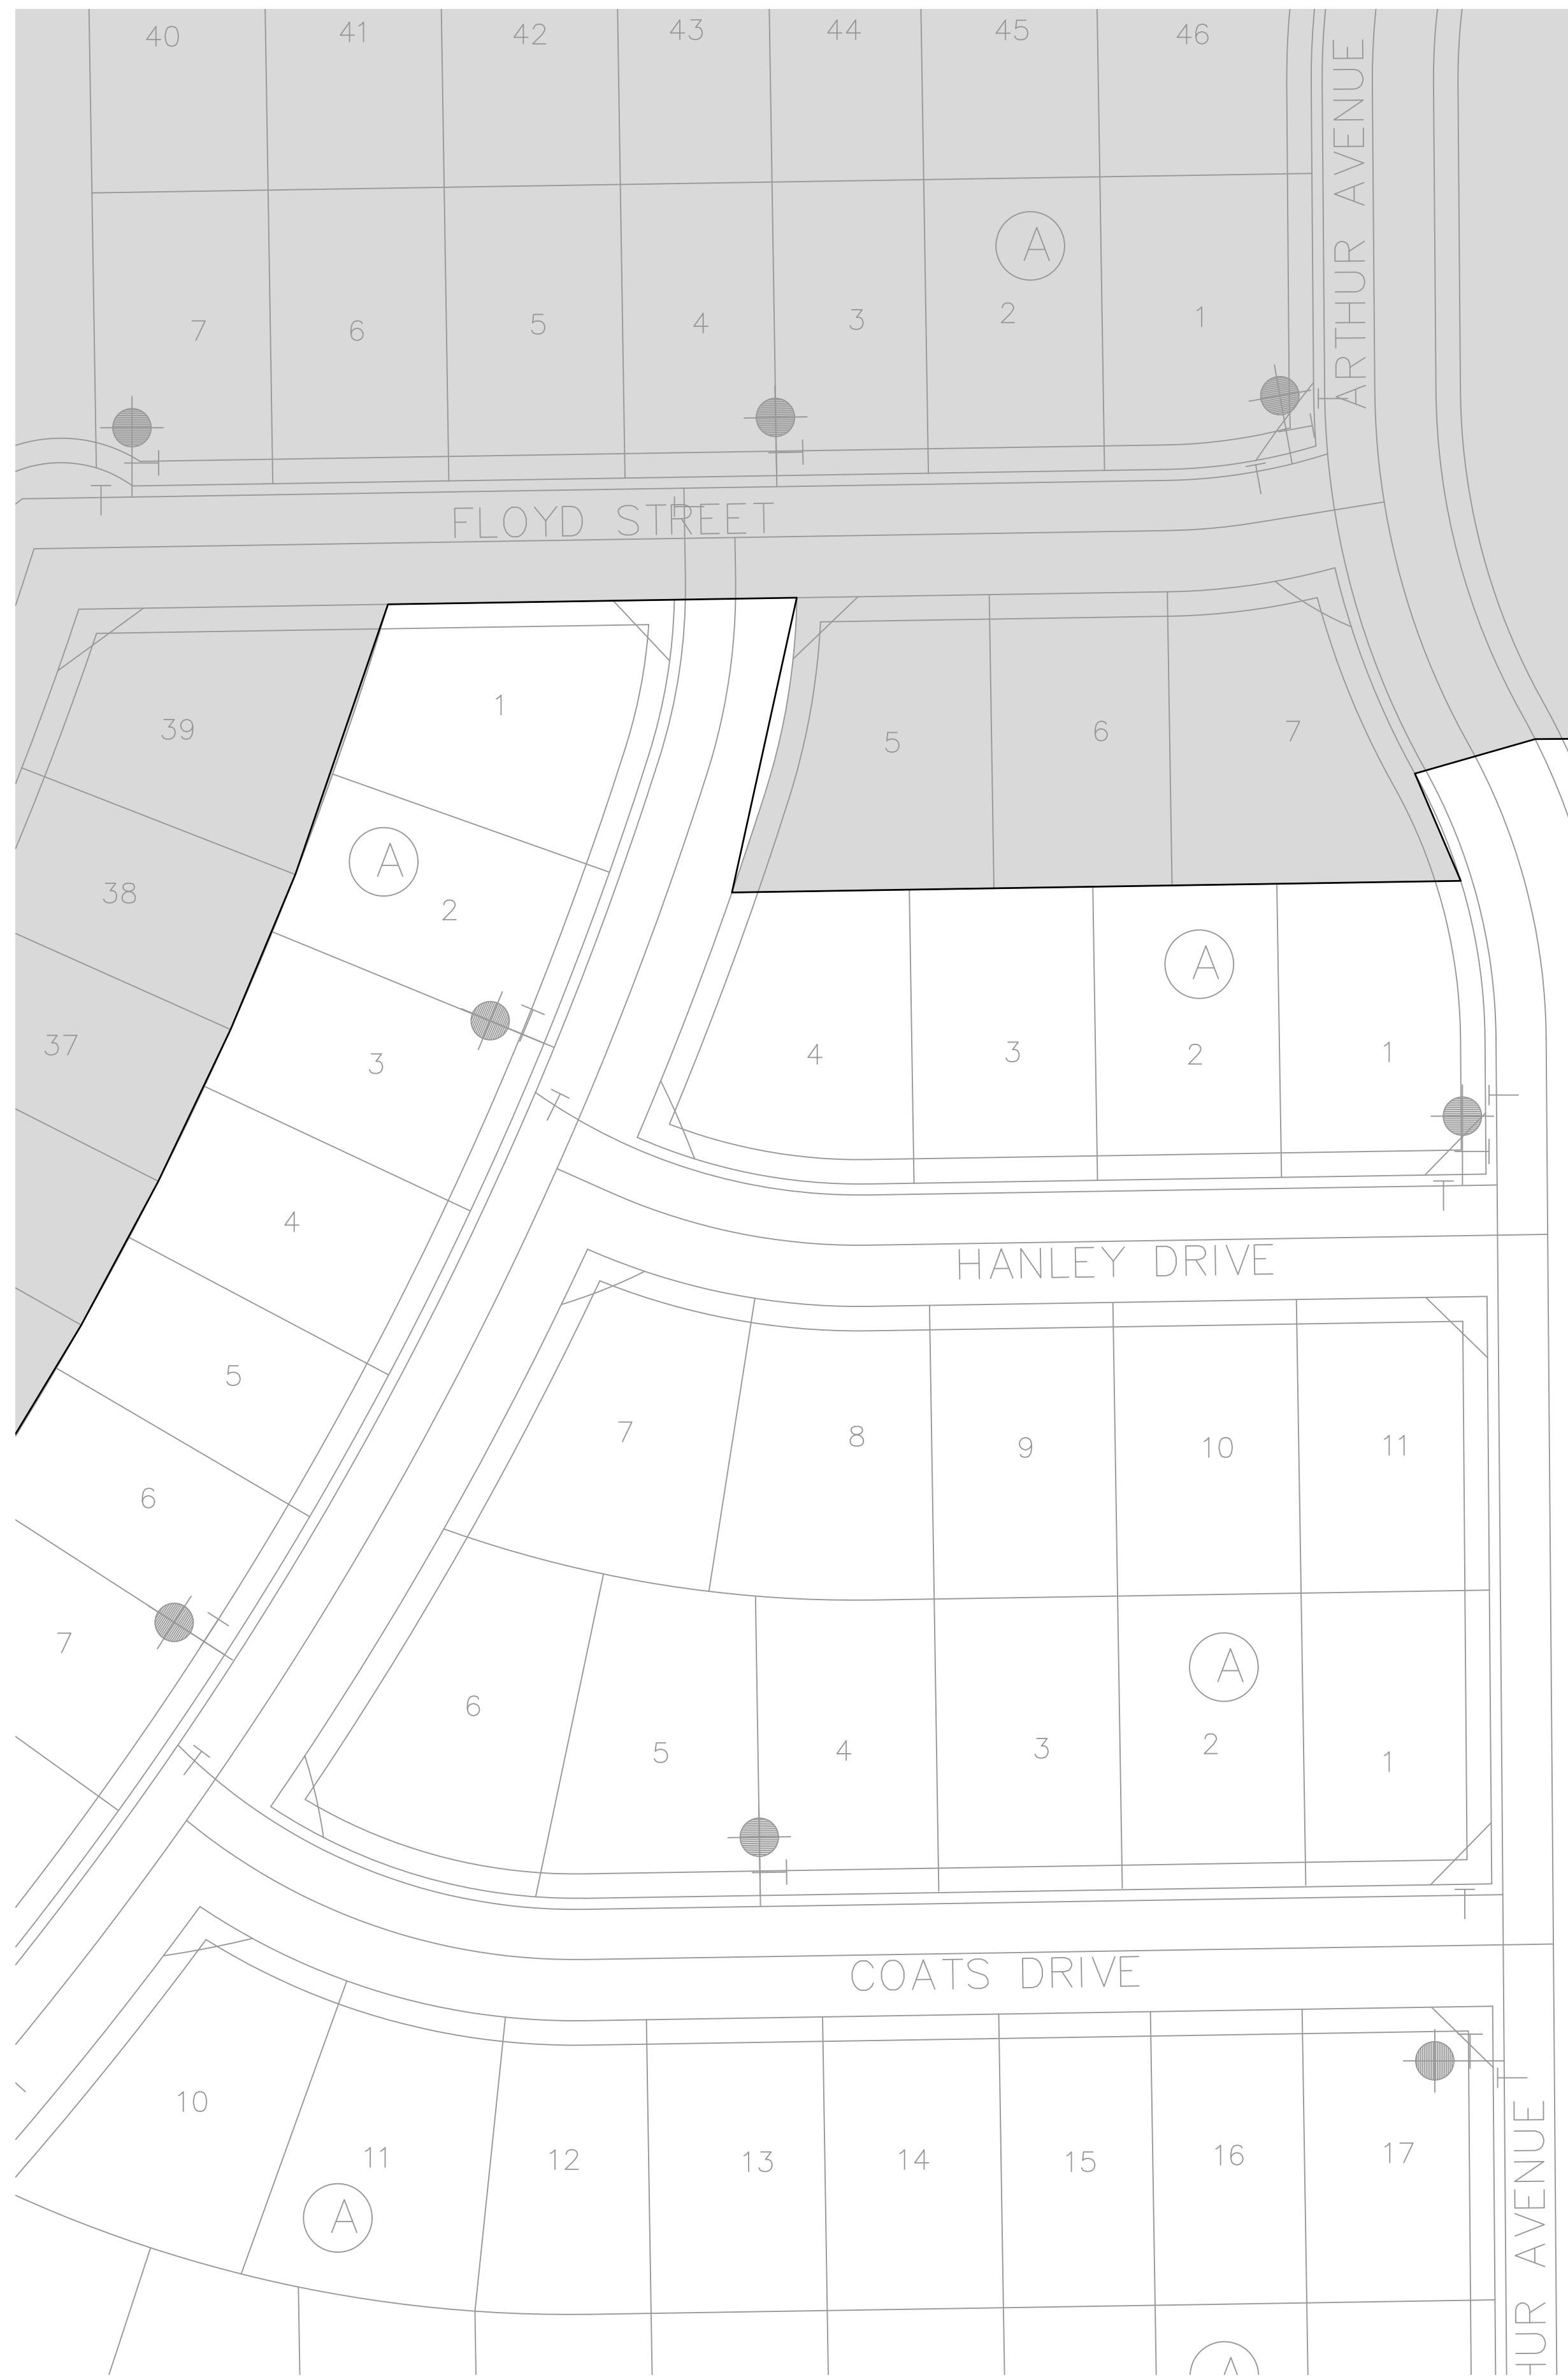 40 41 42 43 44 45 46
ARTHUR AVENUE
A
7 6 5 4 3 2 1
FLOYD STREET
39 1 5 6 7
A
38 2
A
37 3 4 3 2 1
4
HANLEY DRIVE
5
6 7 8 9 10 11
A
7 6 5 4 3 2 1
COATS DRIVE
10 11 12 13 14 15 16 17
A
HUR AVENUE
A